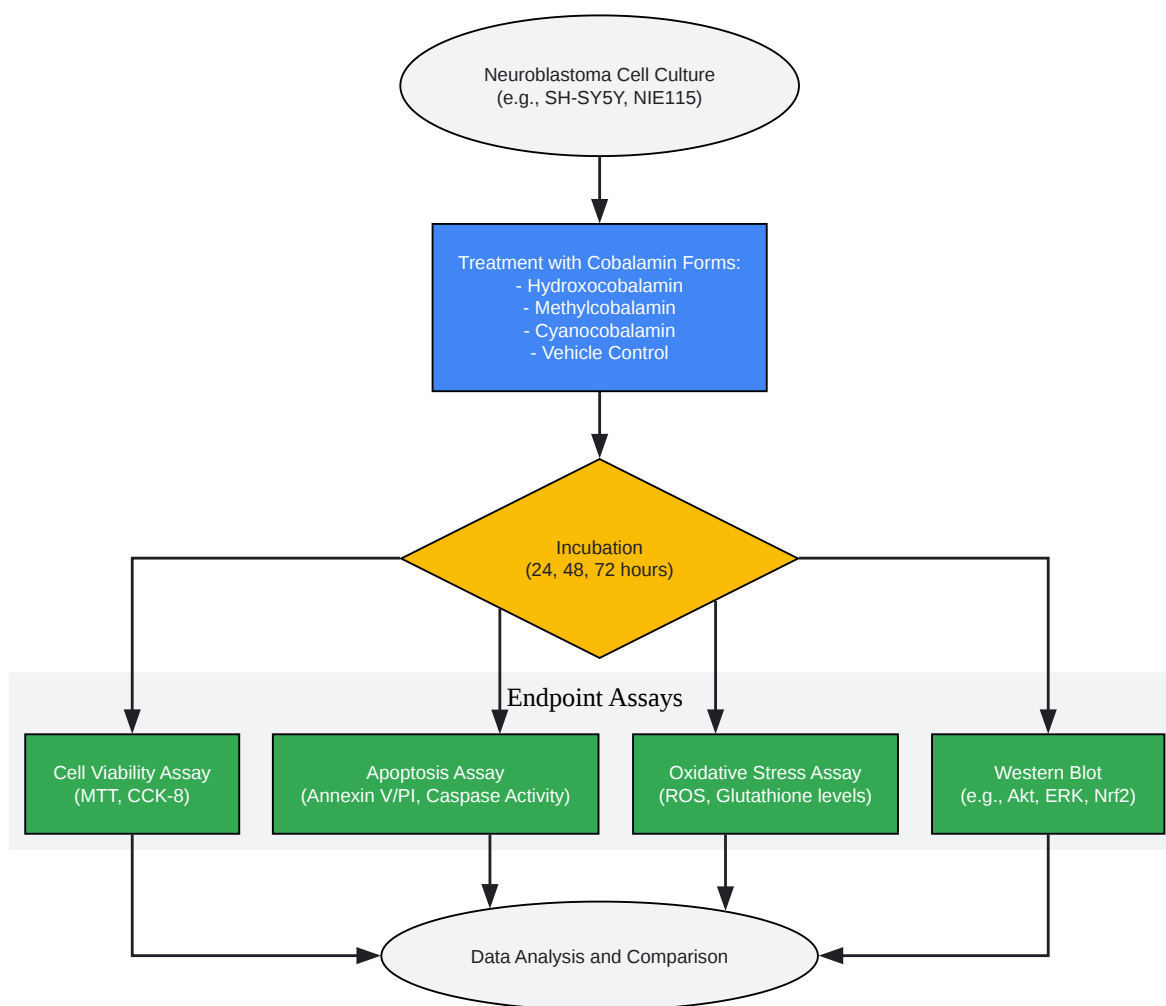 Neuroblastoma Cell Culture
(e.g., SH-SY5Y, NIE115)
Treatment with Cobalamin Forms:
- Hydroxocobalamin
- Methylcobalamin
- Cyanocobalamin
- Vehicle Control
Incubation
(24, 48, 72 hours)
Endpoint Assays
Cell Viability Assay
(MTT, CCK-8)
Apoptosis Assay
(Annexin V/PI, Caspase Activity)
Oxidative Stress Assay
(ROS, Glutathione levels)
Western Blot
(e.g., Akt, ERK, Nrf2)
Data Analysis and Comparison